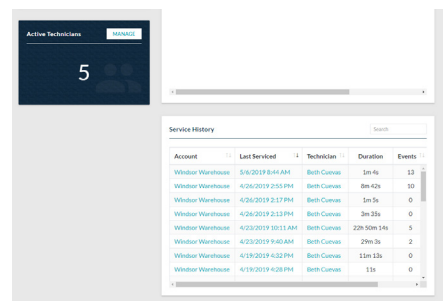 Active Technicians MANAGE
5
Service History Search
Account Last Serviced Technician Duration Events
Windsor Warehouse 5/6/2019 8:44 AM Beth Cuevas 1m 4s 13
Windsor Warehouse 4/26/2019 2:55 PM Beth Cuevas 8m 42s 10
Windsor Warehouse 4/26/2019 2:17 PM Beth Cuevas 1m 5s 0
Windsor Warehouse 4/26/2019 2:13 PM Beth Cuevas 3m 35s 0
Windsor Warehouse 4/23/2019 10:11 AM Beth Cuevas 22h 50m 14s 5
Windsor Warehouse 4/23/2019 9:40 AM Beth Cuevas 29m 3s 2
Windsor Warehouse 4/19/2019 4:32 PM Beth Cuevas 11m 13s 0
Windsor Warehouse 4/19/2019 4:28 PM Beth Cuevas 11s 0